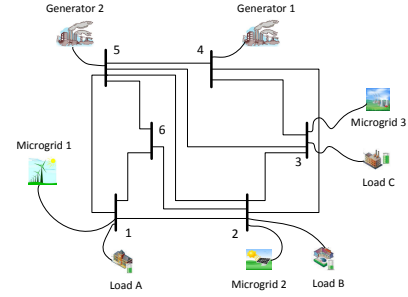 Generator 2
Generator 1
5
4
6
Microgrid 3
3
Microgrid 1
Load C
1
2
Load A
Microgrid 2
Load B